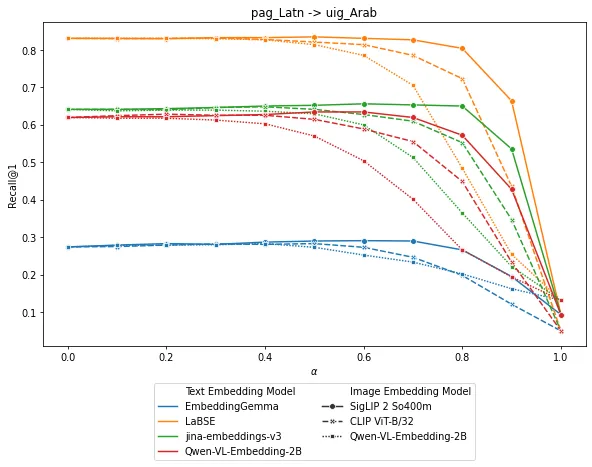 pag_Latn -> uig_Arab
Recall@1
0.8
0.7
0.6
0.5
0.4
0.3
0.2
0.1
0.0 0.2 0.4 0.6 0.8 1.0
α
Text Embedding Model Image Embedding Model
EmbeddingGemma SigLIP 2 So400m
LaBSE CLIP ViT-B/32
jina-embeddings-v3 Qwen-VL-Embedding-2B
Qwen-VL-Embedding-2B